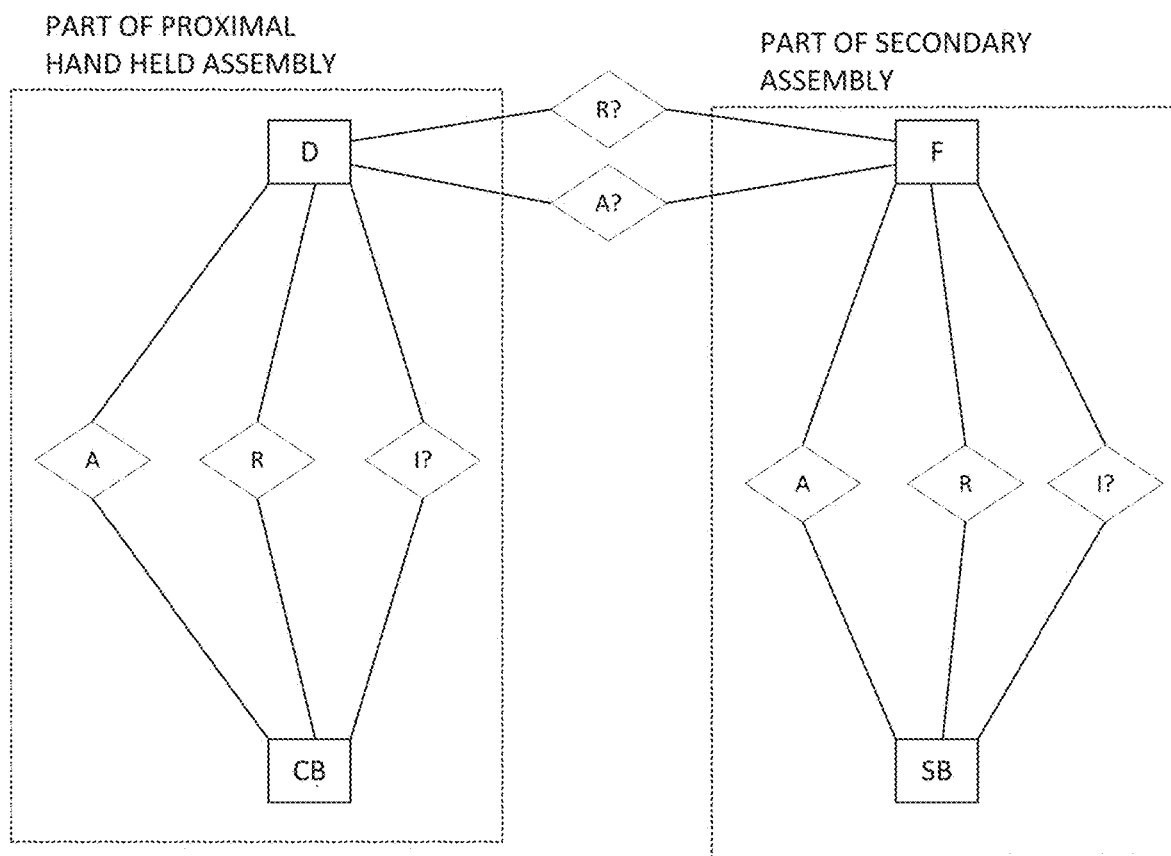 PART OF PROXIMAL
HAND HELD ASSEMBLY
PART OF SECONDARY
ASSEMBLY
R?
D
F
A?
A
R
I?
A
R
I?
CB
SB